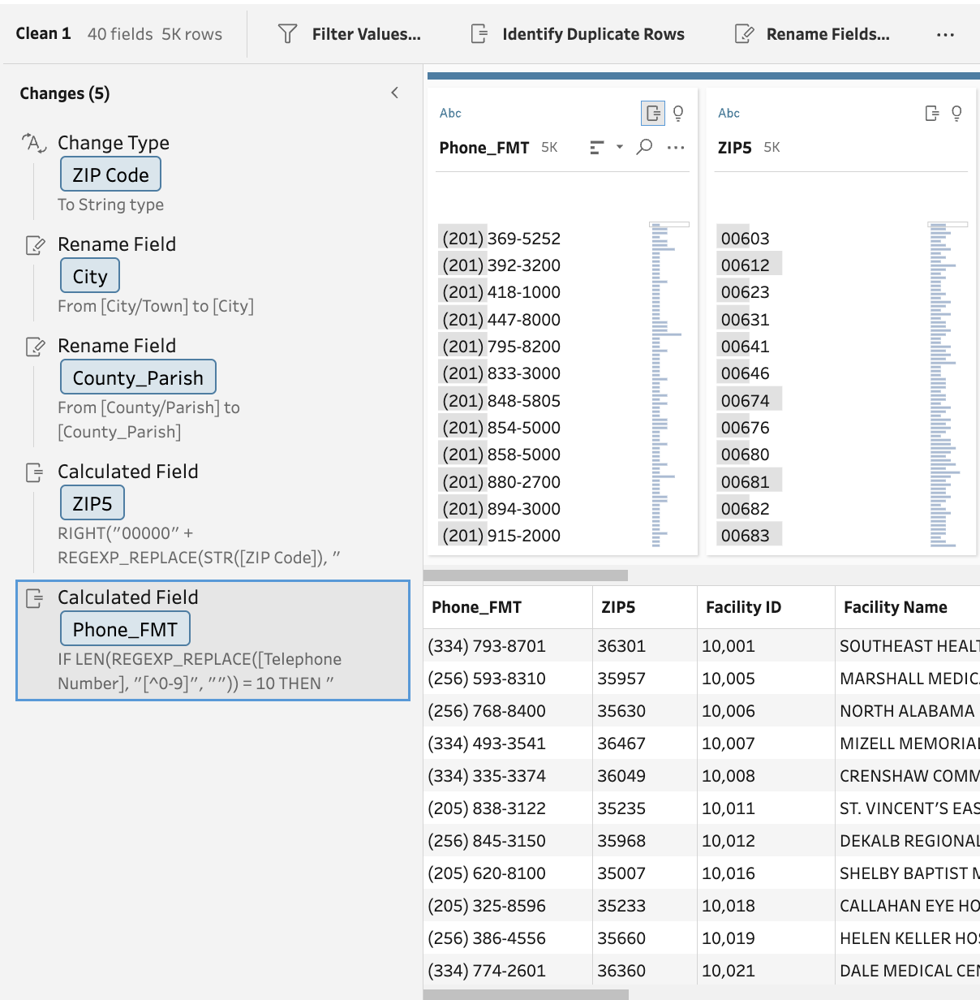 Clean 1 40 fields 5K rows Filter Values... Identify Duplicate Rows Rename Fields... ...
Changes (5)
Change Type
ZIP Code
To String type
Rename Field
City
From [City/Town] to [City]
Rename Field
County_Parish
From [County/Parish] to
[County_Parish]
Calculated Field
ZIP5
RIGHT("00000" +
REGEXP_REPLACE(STR([ZIP Code]), "
Calculated Field
Phone_FMT
IF LEN(REGEXP_REPLACE([Telephone
Number], "[^0-9]", "")) = 10 THEN "
Abc
Phone_FMT 5K
(201) 369-5252
(201) 392-3200
(201) 418-1000
(201) 447-8000
(201) 795-8200
(201) 833-3000
(201) 848-5805
(201) 854-5000
(201) 858-5000
(201) 880-2700
(201) 894-3000
(201) 915-2000
Abc
ZIP5 5K
00603
00612
00623
00631
00641
00646
00674
00676
00680
00681
00682
00683
Phone_FMT ZIP5 Facility ID Facility Name
(334) 793-8701 36301 10,001 SOUTHEAST HEALT
(256) 593-8310 35957 10,005 MARSHALL MEDIC
(256) 768-8400 35630 10,006 NORTH ALABAMA
(334) 493-3541 36467 10,007 MIZELL MEMORIAL
(334) 335-3374 36049 10,008 CRENSHAW COMM
(205) 838-3122 35235 10,011 ST. VINCENT'S EAS
(256) 845-3150 35968 10,012 DEKALB REGIONAL
(205) 620-8100 35007 10,016 SHELBY BAPTIST M
(205) 325-8596 35233 10,018 CALLAHAN EYE HO
(256) 386-4556 35660 10,019 HELEN KELLER HOS
(334) 774-2601 36360 10,021 DALE MEDICAL CEN